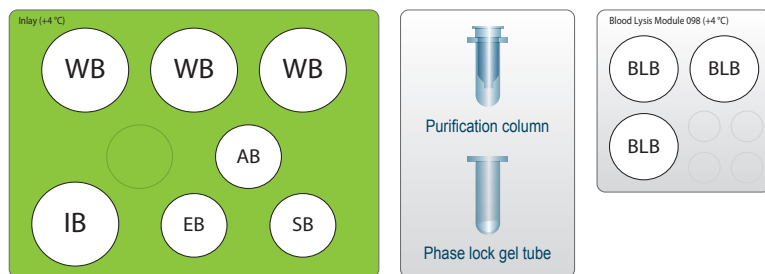 Inlay (+4 °C)
WB WB WB
AB
IB EB SB
Purification column
Phase lock gel tube
Blood Lysis Module 098 (+4 °C)
BLB BLB
BLB